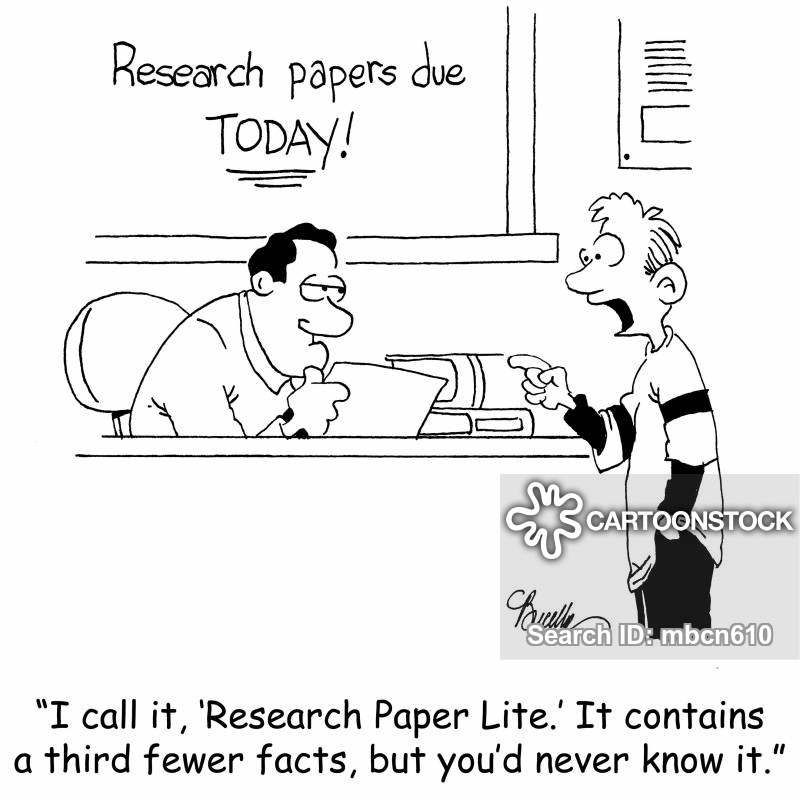 Research papers due
TODAY!
CARTOONSTOCK
Search ID: mbcn610
“I call it, ‘Research Paper Lite.’ It contains
a third fewer facts, but you’d never know it.”